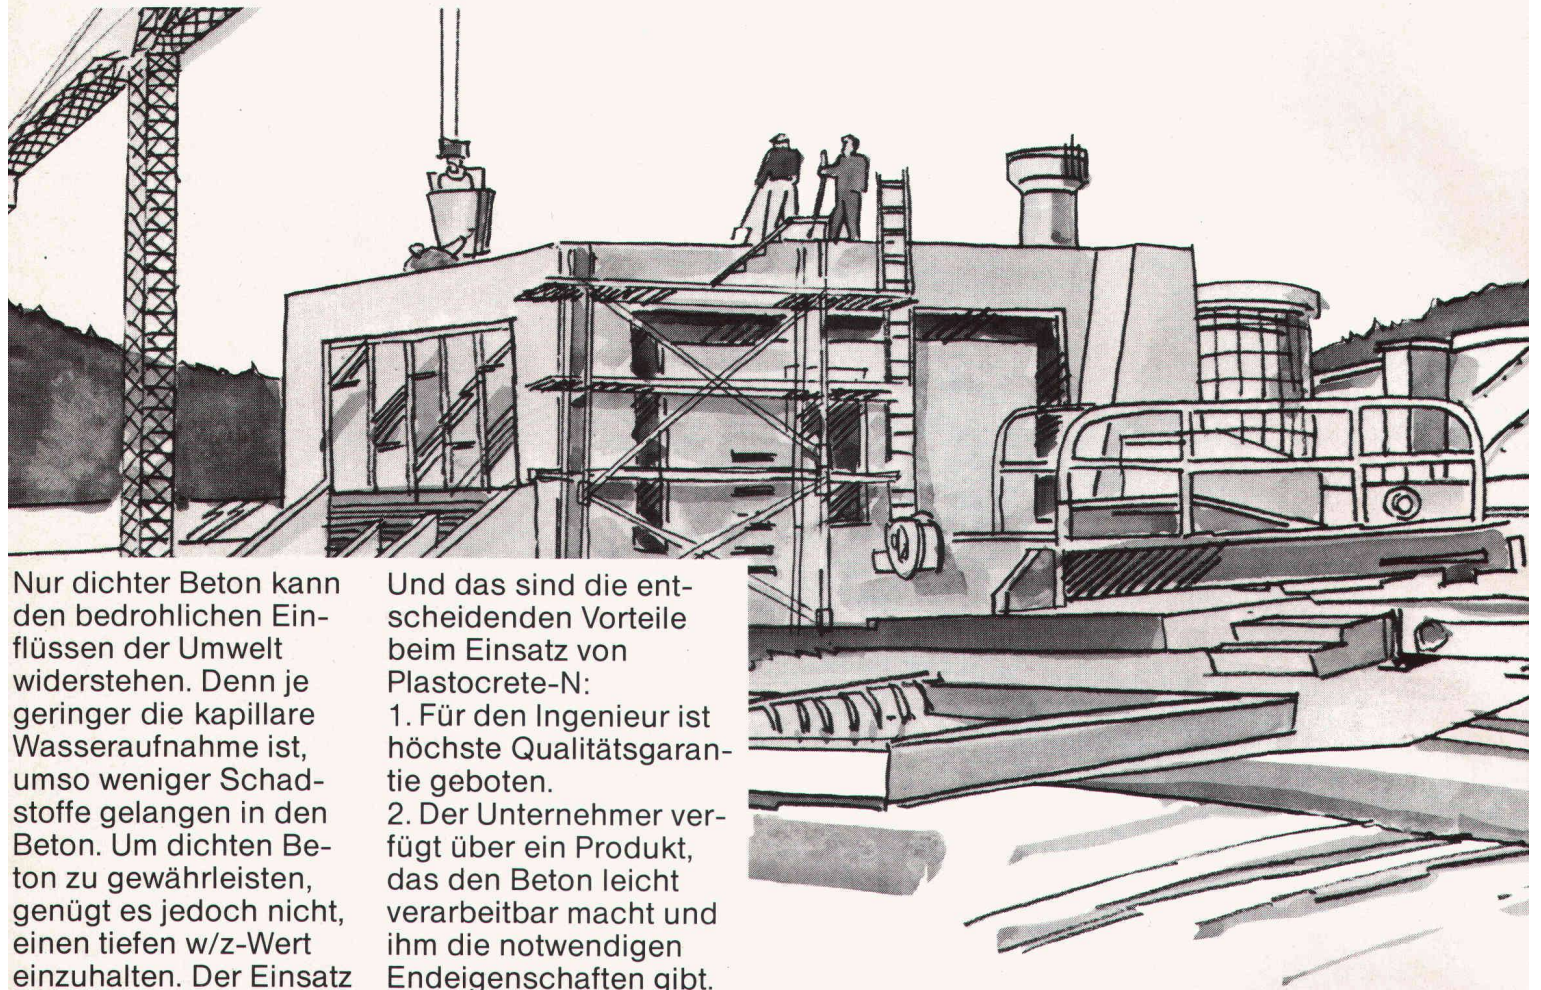 Nur dichter Beton kann
den bedrohlichen Ein-
flüssen der Umwelt
widerstehen. Denn je
geringer die kapillare
Wasseraufnahme ist,
umso weniger Schad-
stoffe gelangen in den
Beton. Um dichten Be-
ton zu gewährleisten,
genügt es jedoch nicht,
einen tiefen w/z-Wert
einzuhalten. Der Einsatz
Und das sind die ent-
scheidenden Vorteile
beim Einsatz von
Plastocrete-N:
1. Für den Ingenieur ist
höchste Qualitätsgaran-
tie geboten.
2. Der Unternehmer ver-
fügt über ein Produkt,
das den Beton leicht
verarbeitbar macht und
ihm die notwendigen
Endeigenschaften gibt.